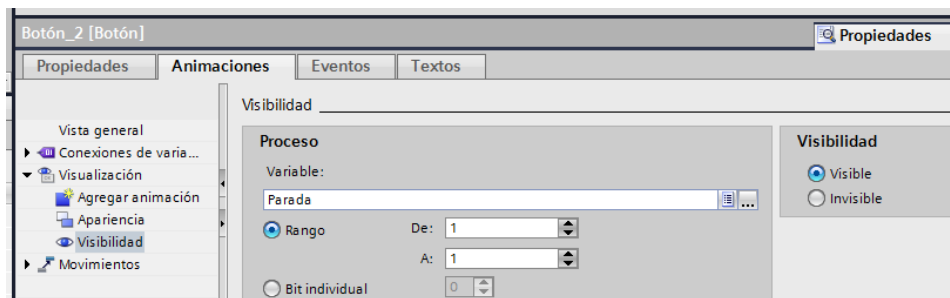 Botón_2 [Botón]
Propiedades
Propiedades
Animaciones
Eventos
Textos
Visibilidad
Vista general
Conexiones de varia...
Visualización
Agregar animación
Apariencia
Visibilidad
Movimientos
Proceso
Variable:
Parada
...
Rango
De: 1
A: 1
Bit individual
0
Visibilidad
Visible
Invisible